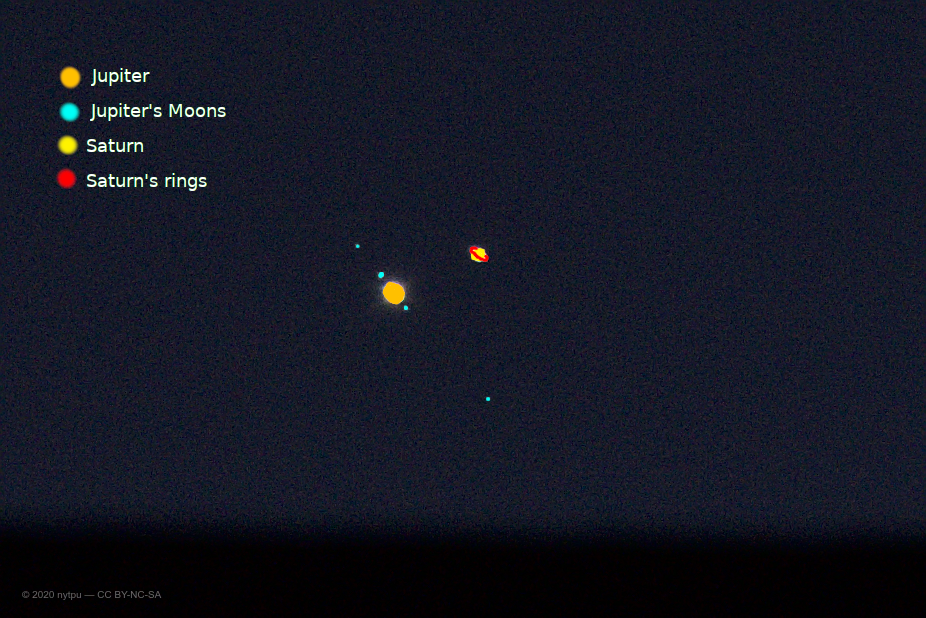 Jupiter
Jupiter's Moons
Saturn
Saturn's rings
© 2020 nytpu — CC BY-NC-SA